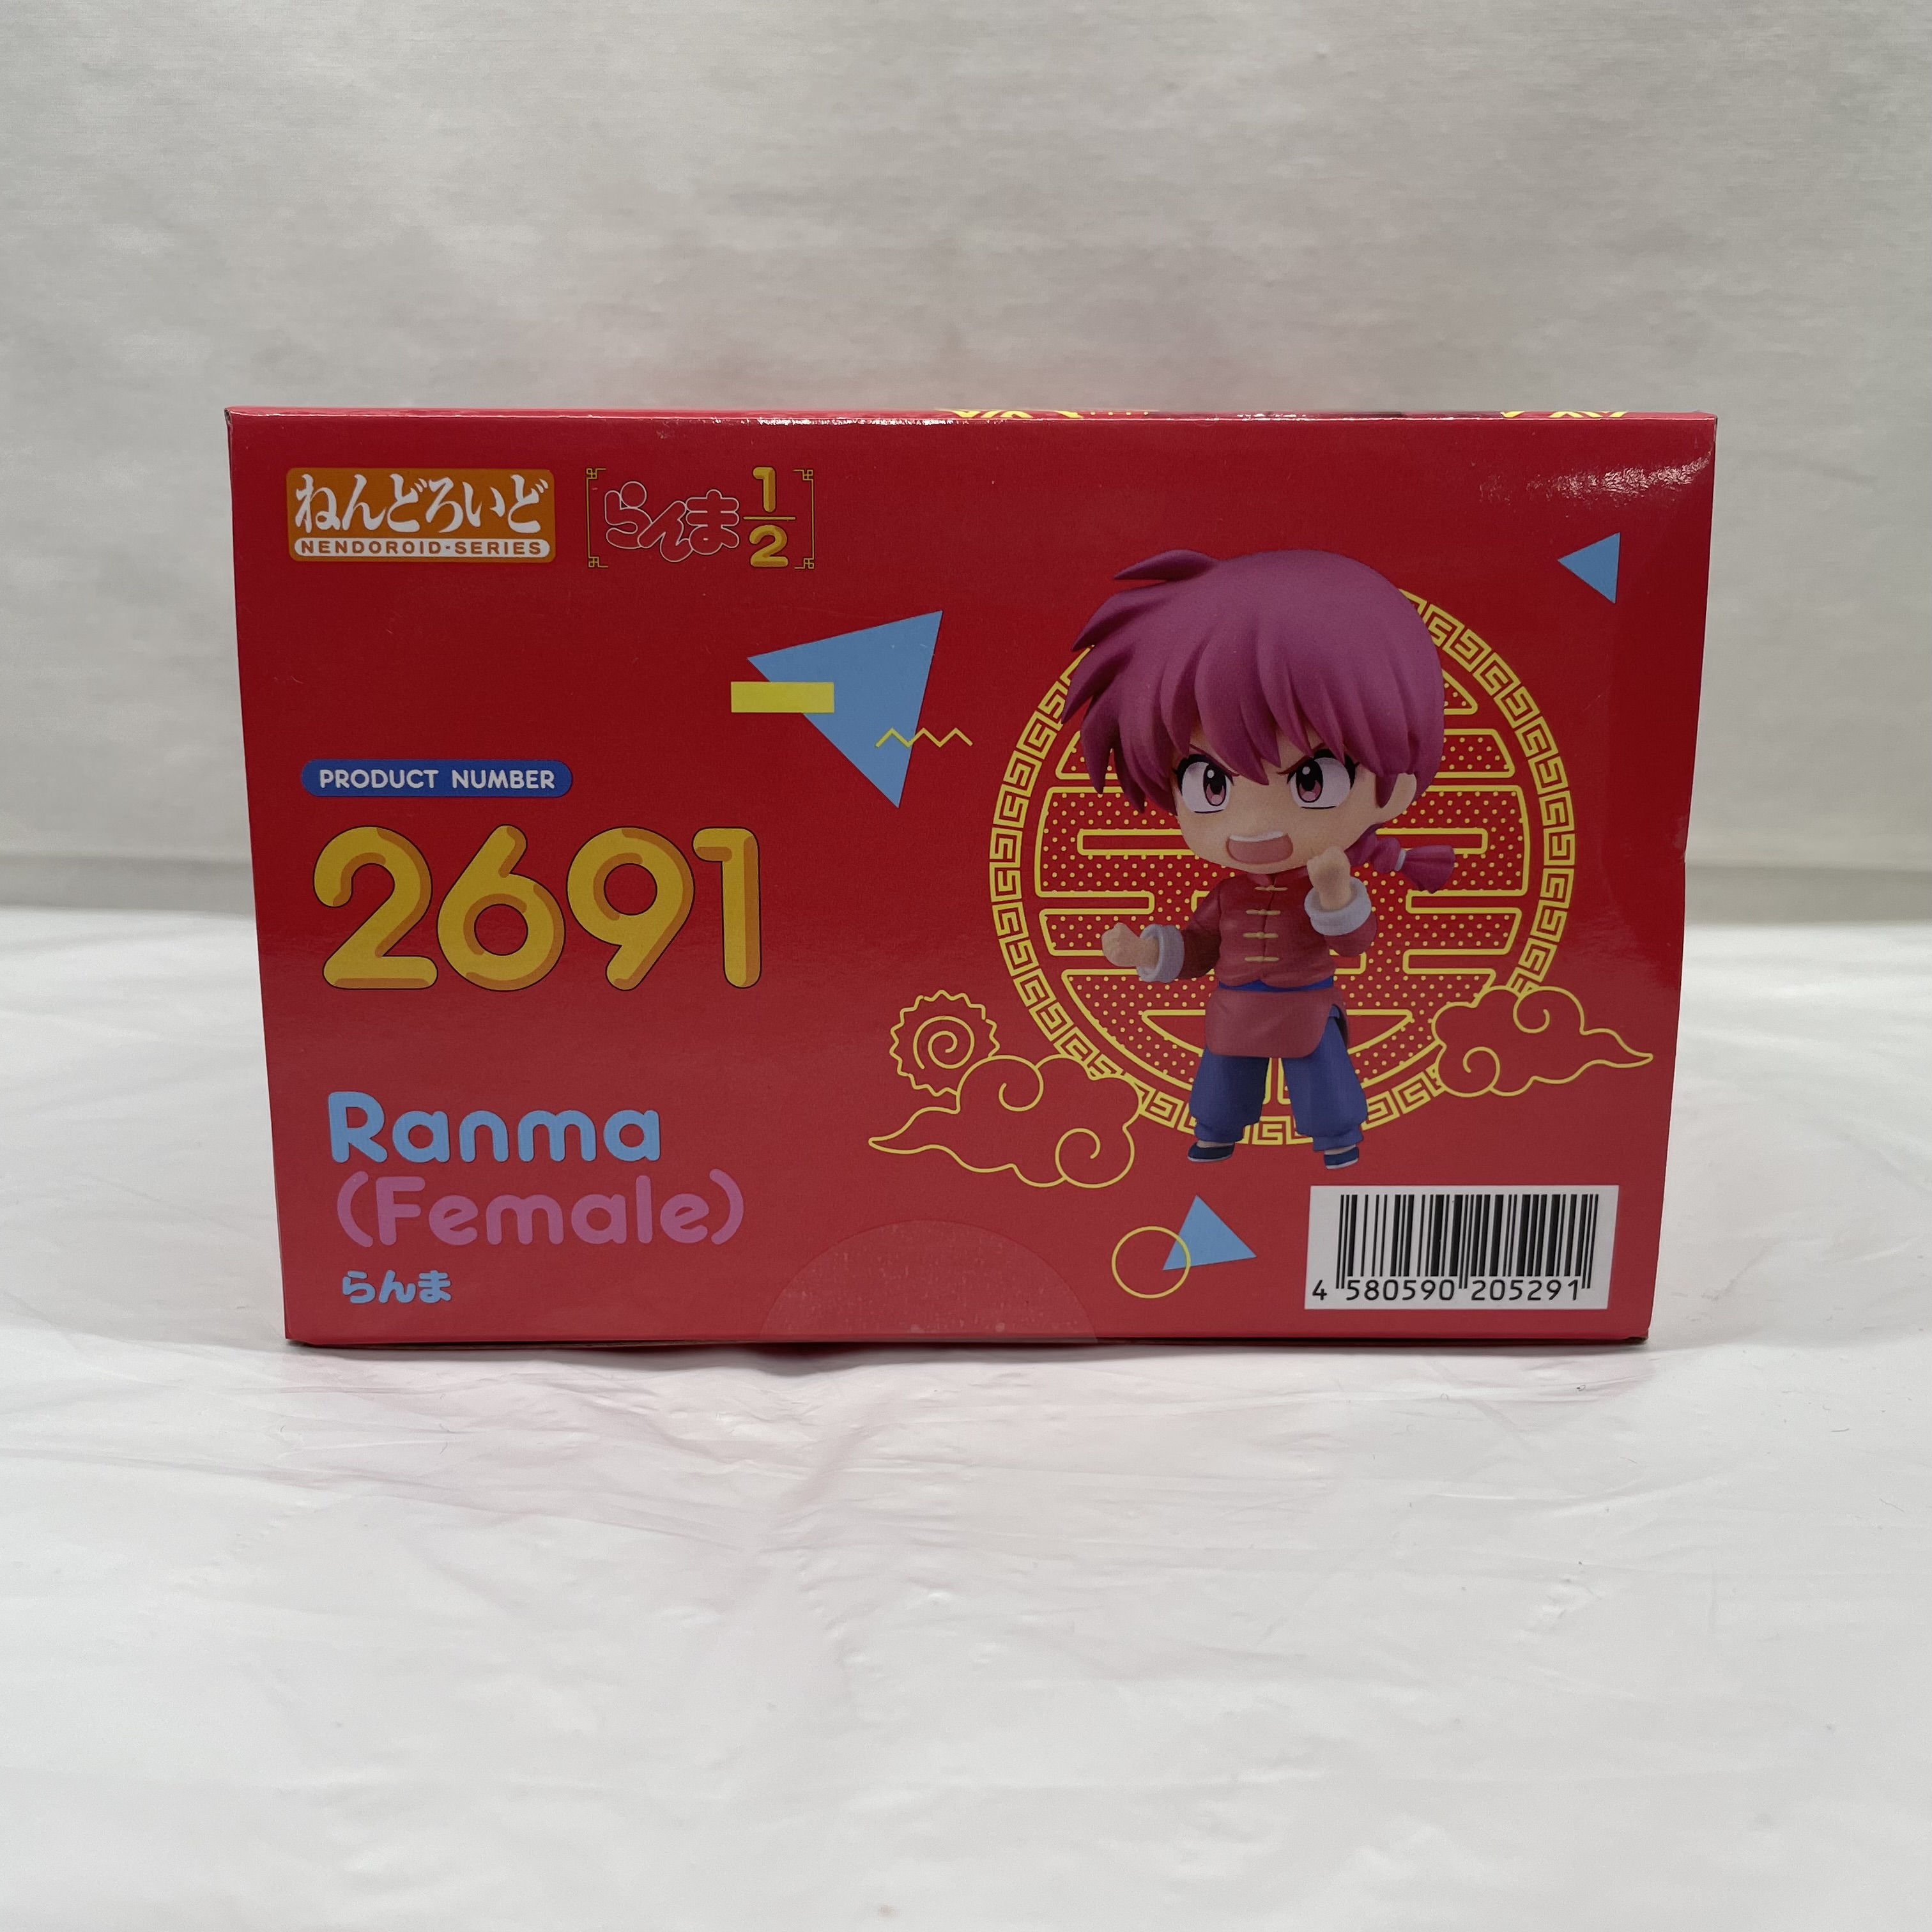 ねんどろいど
NENDOROID·SERIES
らんま 1/2
PRODUCT NUMBER
2691
Ranma
(Female)
らんま
4 580590 205291